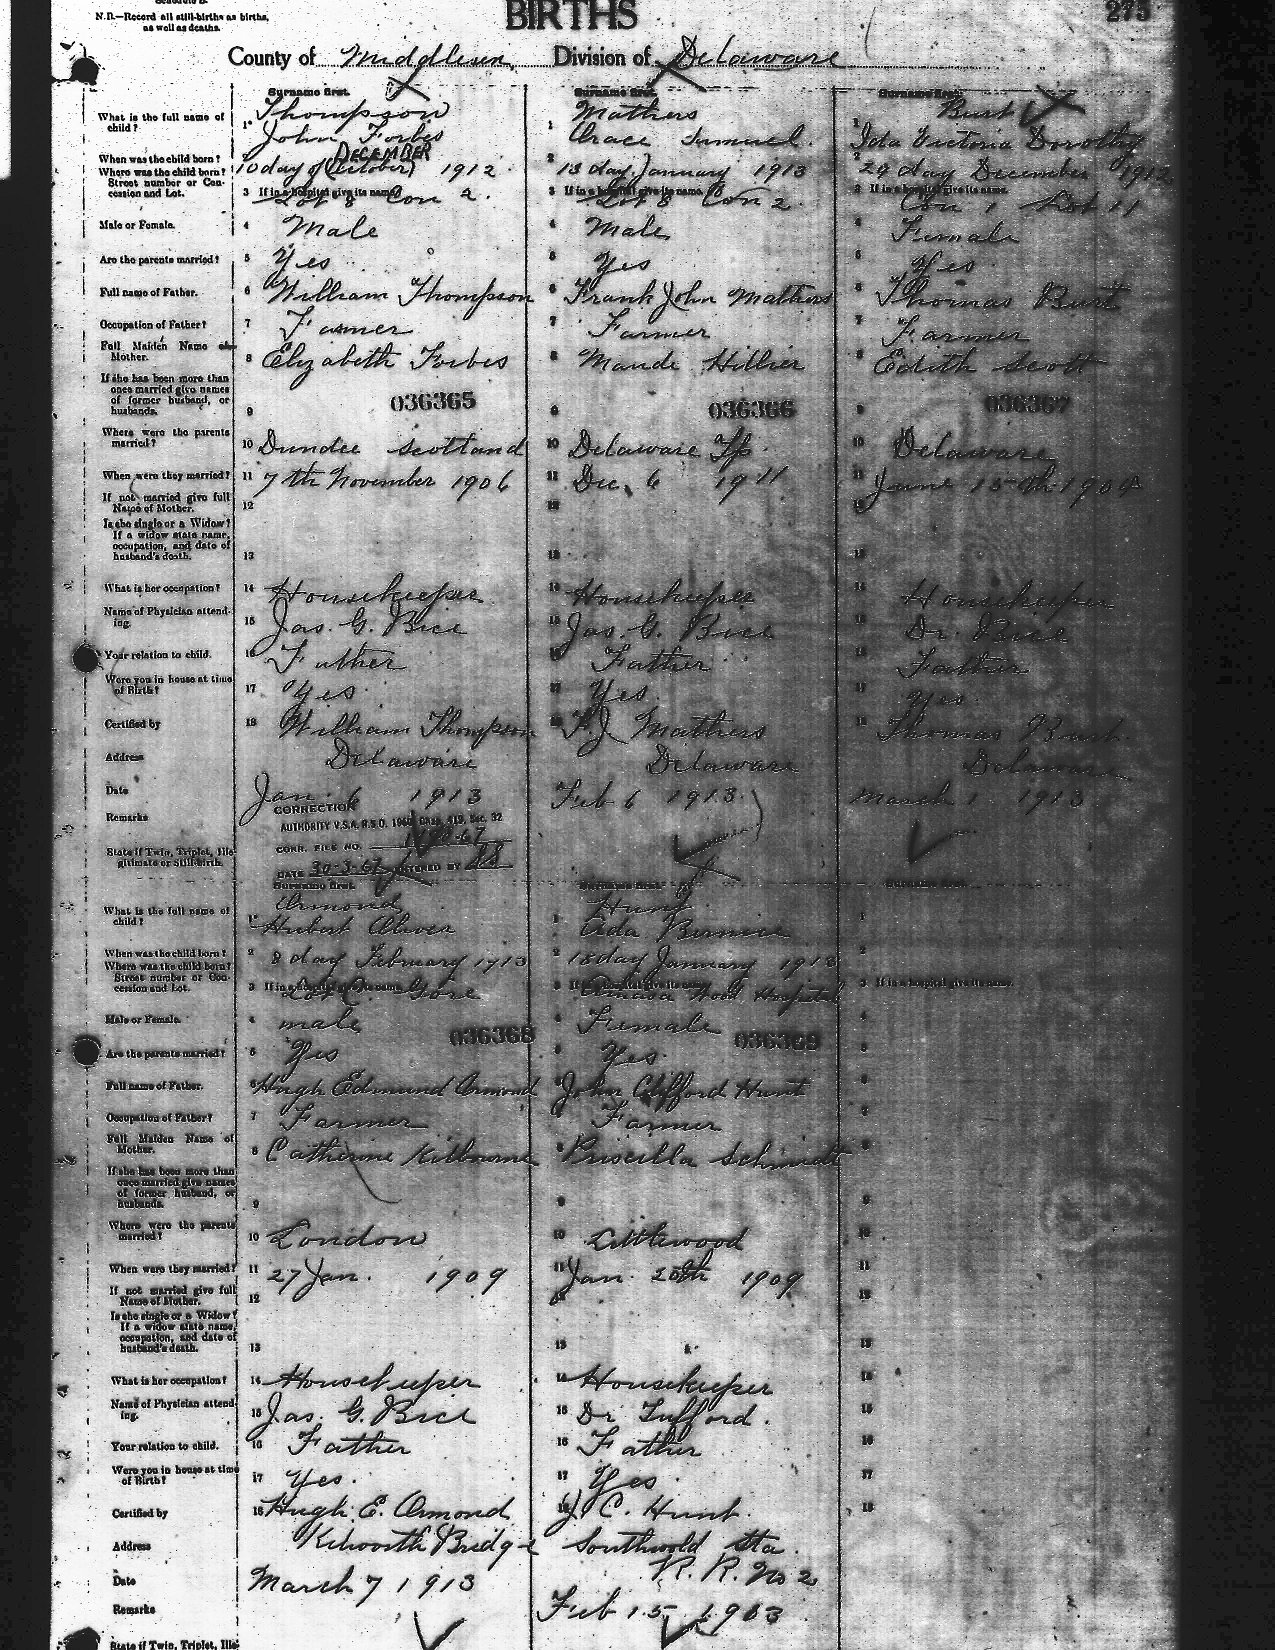 Schedule B.
N.B.—Record all still-births as births,
as well as deaths.
BIRTHS
275
County of Middlesex Division of Delaware
Surname first. Surname first. Surname first.
What is the full name of child? 1 Thompson John Forbes
1 Mathers Grace Samuel.
1 Burt Ida Victoria Dorothy
When was the child born? 10 day of (October) DECEMBER 1912
2 13 day January 1913
2 29 day December 1912
Where was the child born? Street number or Concession and Lot.
3 If in a hospital give its name. Lot 8 Con 2.
3 If in a hospital give its name. Lot 8 Con 2.
2 If in a hospital give its name. Con 1 Lot 11
Male or Female. 4 Male 4 Male 4 Female
Are the parents married? 5 Yes 5 Yes 5 Yes
Full name of Father. 6 William Thompson 6 Frank John Mathers 6 Thomas Burt
Occupation of Father? 7 Farmer 7 Farmer 7 Farmer
Full Maiden Name of Mother. 8 Elizabeth Forbes 8 Maude Hillier 8 Edith Scott
If she has been more than once married give names of former husband, or husbands. 9 9 9
036365 036366 036367
Where were the parents married? 10 Dundee Scotland 10 Delaware Tp. 10 Delaware
When were they married? 11 7th November 1906 11 Dec. 6 1911 11 June 15th 1904
If not married give full Name of Mother. 12
Is she single or a Widow? If a widow state name, occupation, and date of husband's death. 13
What is her occupation? 14 Housekeeper 14 Housekeeper 14 Housekeeper
Name of Physician attending. 15 Jas. G. Bice 15 Jas. G. Bice 15 Dr. Bice
Your relation to child. 16 Father 16 Father 16 Father
Were you in house at time of Birth? 17 Yes. 17 Yes. 17 Yes.
Certified by 18 William Thompson 18 F. J. Mathers 18 Thomas Burt.
Address Delaware Delaware Delaware
Date Jan. 6 1913 Feb 6 1913. March 1 1913
Remarks
CORRECTION
AUTHORITY V.S.A. R.S.O. 1960 Chap. 419, Sec. 32
CORR. FILE NO.
DATE 30-3-67 ENTERED BY
State if Twin, Triplet, Illegitimate or Still-birth.
Surname first. Surname first. Surname first.
What is the full name of child? 1 Ormond Hubert Oliver
1 Hunt Ada Bernice
1
When was the child born? 2 8 day February 1913 2 18 day January 1913 2
Where was the child born? Street number or Concession and Lot.
3 If in a hospital give its name. Lot C. Gore
3 If in a hospital give its name. Amasa Wood Hospital
3 If in a hospital give its name.
Male or Female. 4 male 4 Female 4
036368 036369
Are the parents married? 5 Yes 5 Yes. 5
Full name of Father. 6 Hugh Edmund Ormond 6 John Clifford Hunt 6
Occupation of Father? 7 Farmer 7 Farmer 7
Full Maiden Name of Mother. 8 Catherine Kilbourne 8 Priscilla Schmidt 8
If she has been more than once married give names of former husband, or husbands. 9 9 9
Where were the parents married? 10 London 10 Littlewood 10
When were they married? 11 27 Jan. 1909 11 Jan. 20th 1909 11
If not married give full Name of Mother. 12 12 12
Is she single or a Widow? If a widow state name, occupation, and date of husband's death. 13 13 13
What is her occupation? 14 Housekeeper 14 Housekeeper 14
Name of Physician attending. 15 Jas. G. Bice 15 Dr Tufford. 15
Your relation to child. 16 Father 16 Father 16
Were you in house at time of Birth? 17 Yes. 17 Yes. 17
Certified by 18 Hugh E. Ormond 18 J. C. Hunt. 18
Address Kilworth Bridge Southwold Sta. R. R. No 2
Date March 7 1913
Remarks Feb 15, 1913
State if Twin, Triplet, Ille-